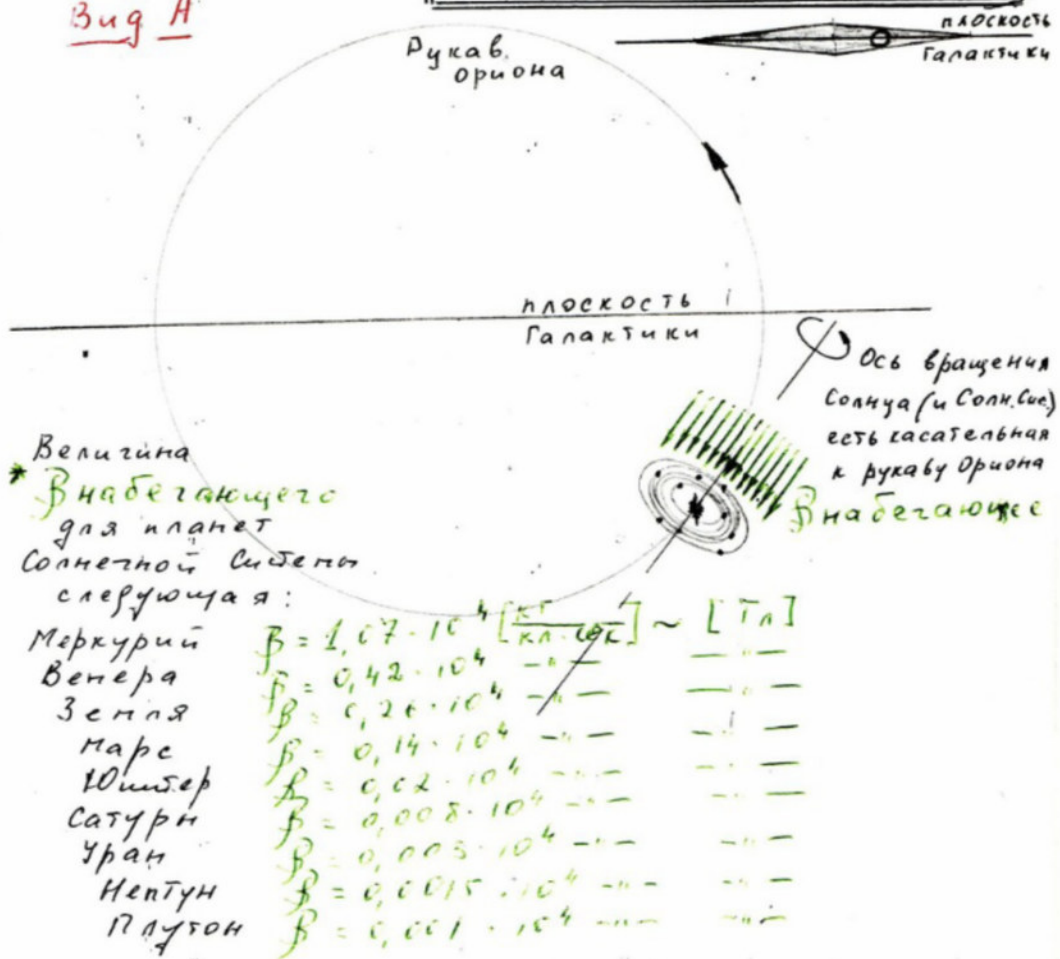 Вид А
плоскость
Галактики
Рукав
ориона
плоскость
Галактики
Ось вращения
Солнца (и Солн. Сис.)
есть касательная
к рукаву Ориона
B набегающее
Величина
* B набегающего
для планет
Солнечной Системы
следующая:
Меркурий B = 1,07·10⁴ [кг/кл·сек] ~ [Тл]
Венера B = 0,42·10⁴ —"— —"—
Земля B = 0,26·10⁴ —"— —"—
Марс B = 0,14·10⁴ —"— —"—
Юпитер B = 0,02·10⁴ —"— —"—
Сатурн B = 0,008·10⁴ —"— —"—
Уран B = 0,003·10⁴ —"— —"—
Нептун B = 0,0015·10⁴ —"— —"—
Плутон B = 0,001·10⁴ —"— —"—